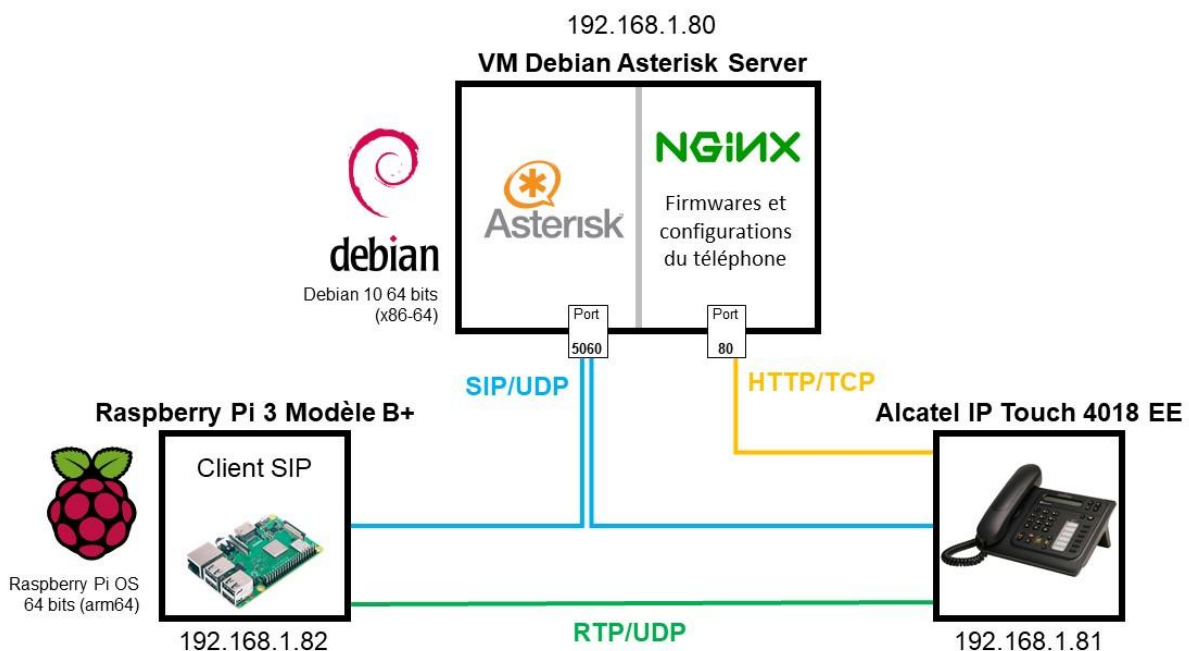 192.168.1.80
VM Debian Asterisk Server
debian
Debian 10 64 bits
(x86-64)
Asterisk
NGiNX
Firmwares et
configurations
du téléphone
Port
5060
Port
80
SIP/UDP
HTTP/TCP
Raspberry Pi 3 Modèle B+
Alcatel IP Touch 4018 EE
Client SIP
Raspberry Pi OS
64 bits (arm64)
RTP/UDP
192.168.1.82
192.168.1.81